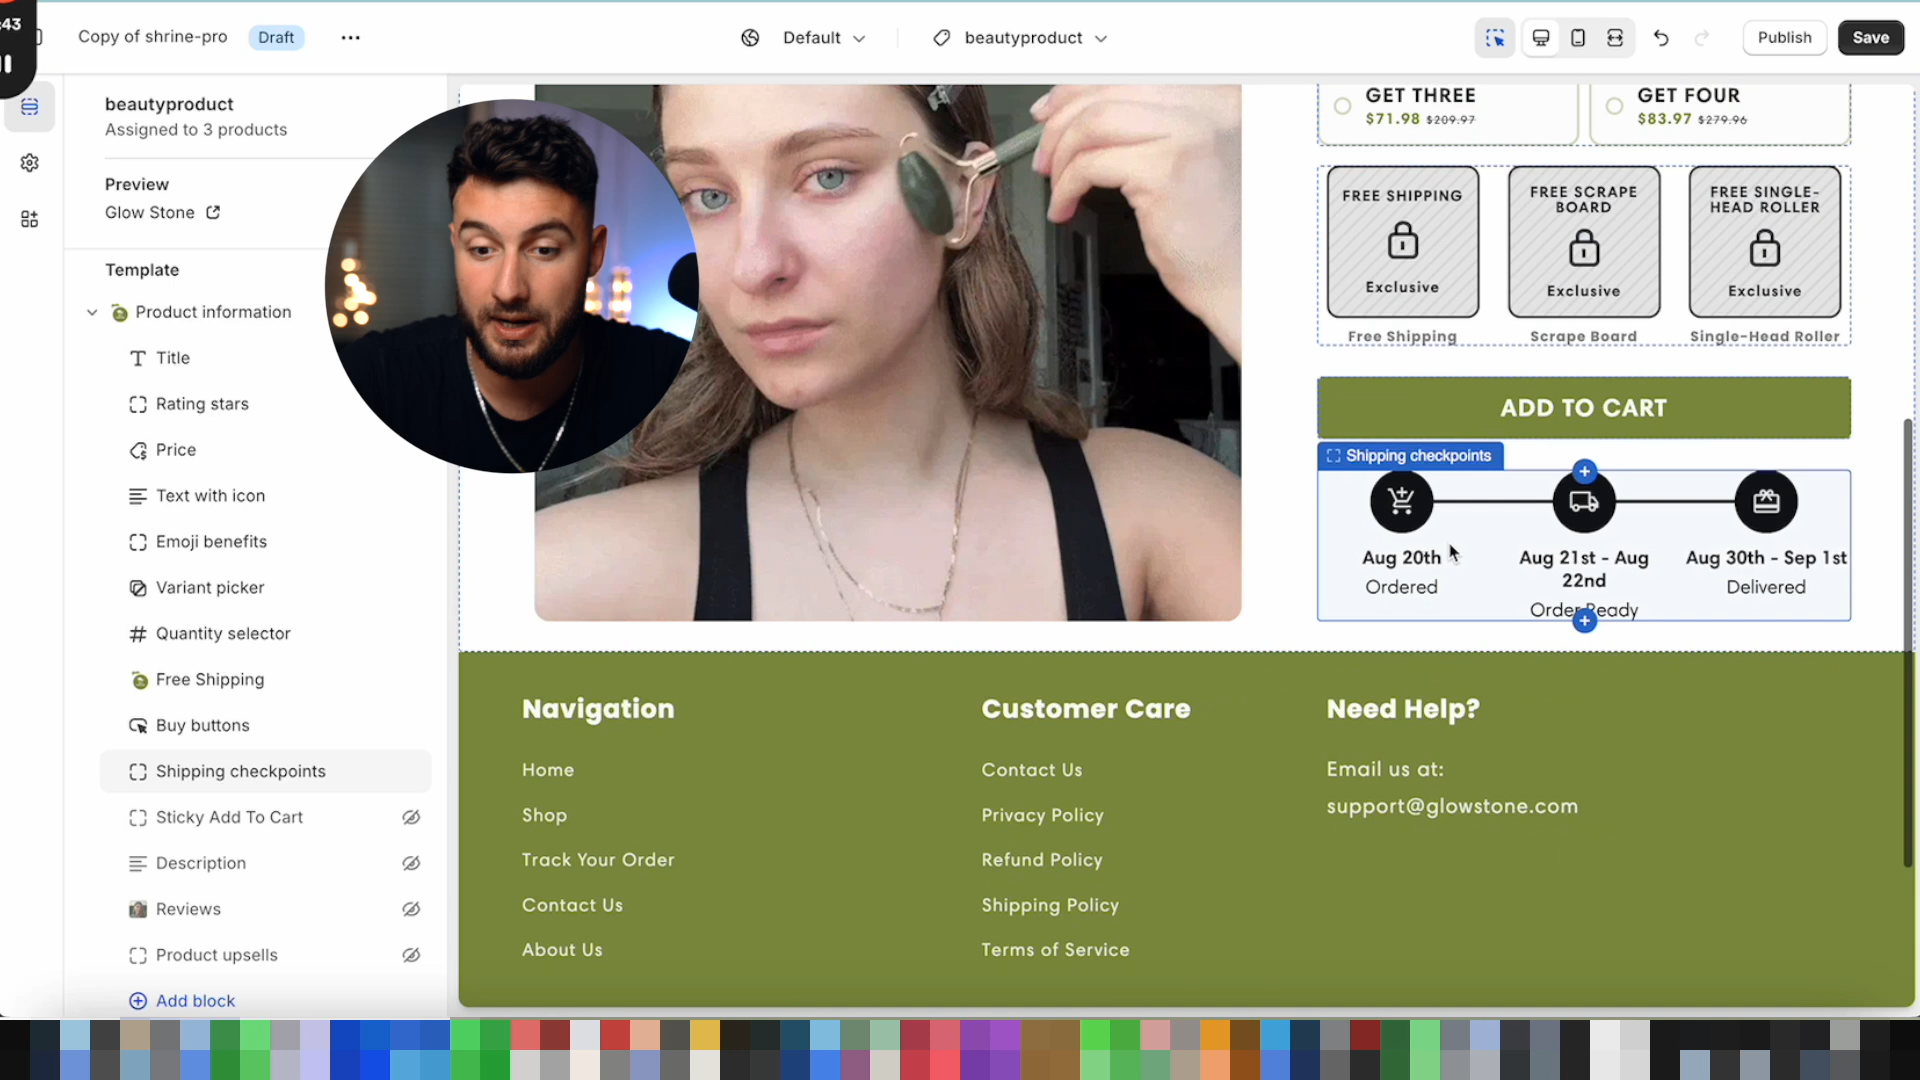 :43
Copy of shrine-pro
Draft
Default
beautyproduct
Publish
Save
beautyproduct
Assigned to 3 products
Preview
Glow Stone
Template
Product information
Title
Rating stars
Price
Text with icon
Emoji benefits
Variant picker
Quantity selector
Free Shipping
Buy buttons
Shipping checkpoints
Sticky Add To Cart
Description
Reviews
Product upsells
Add block
GET THREE
$71.98 $209.97
GET FOUR
$83.97 $279.96
FREE SHIPPING
Exclusive
Free Shipping
FREE SCRAPE
BOARD
Exclusive
Scrape Board
FREE SINGLE-
HEAD ROLLER
Exclusive
Single-Head Roller
ADD TO CART
Shipping checkpoints
Aug 20th
Ordered
Aug 21st - Aug
22nd
Order Ready
Aug 30th - Sep 1st
Delivered
Navigation
Home
Shop
Track Your Order
Contact Us
About Us
Customer Care
Contact Us
Privacy Policy
Refund Policy
Shipping Policy
Terms of Service
Need Help?
Email us at:
support@glowstone.com